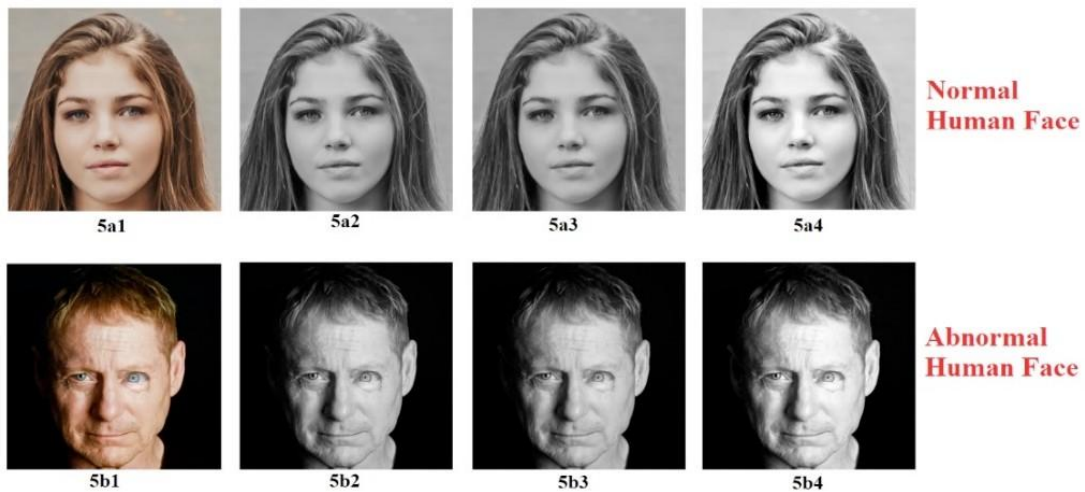 Normal
Human Face
5a1
5a2
5a3
5a4
Abnormal
Human Face
5b1
5b2
5b3
5b4